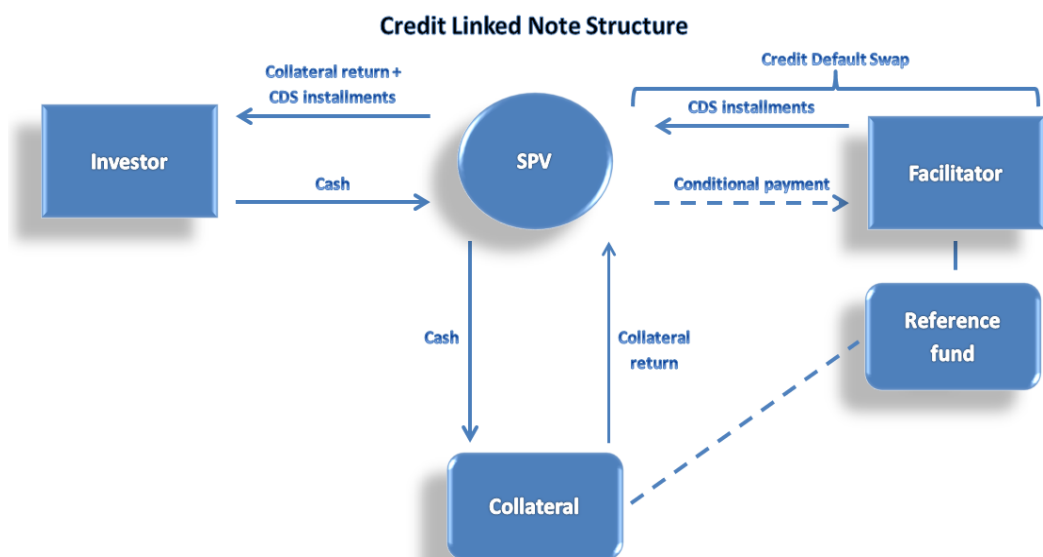 Credit Linked Note Structure
Credit Default Swap
Collateral return +
CDS installments
CDS installments
Investor
SPV
Facilitator
Cash
Conditional payment
Cash
Collateral
return
Reference
fund
Collateral